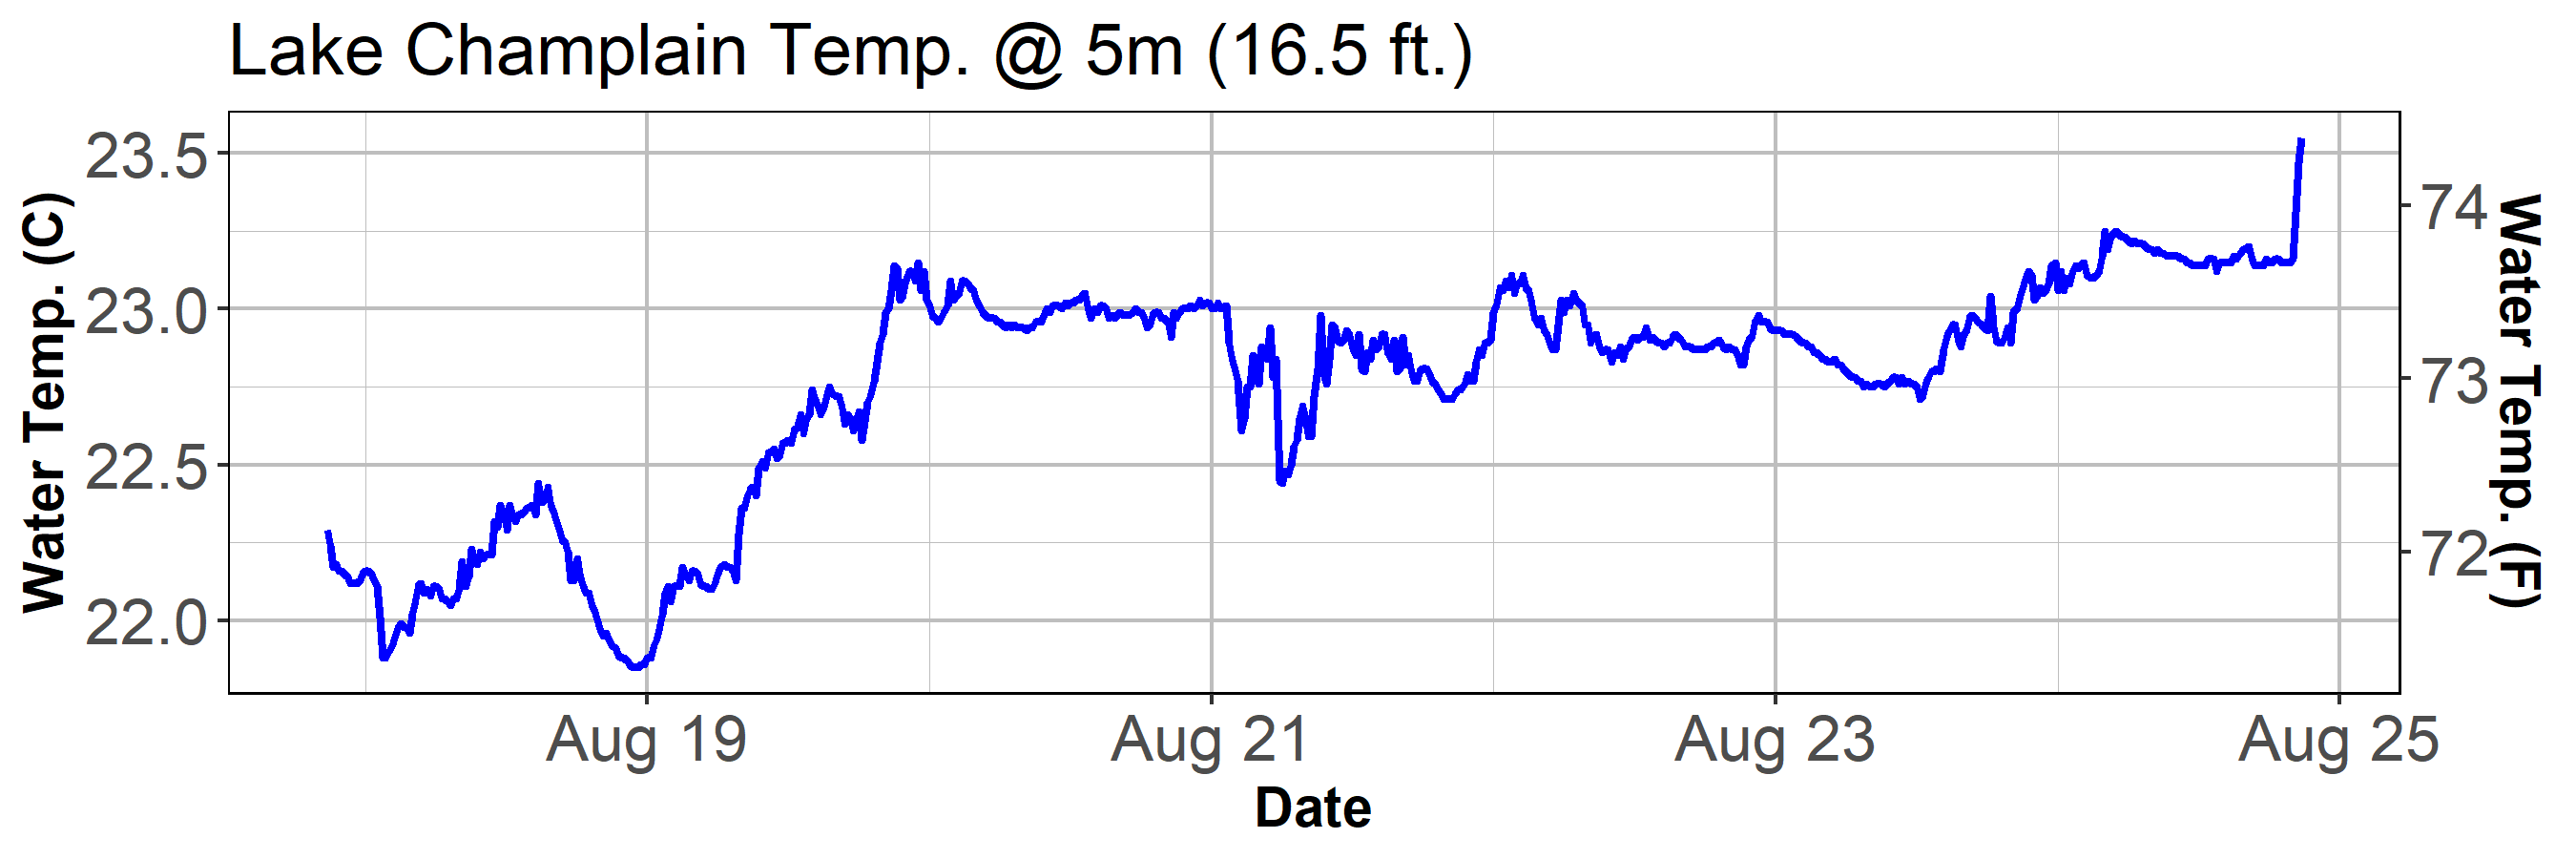 Lake Champlain Temp. @ 5m (16.5 ft.)
Water Temp. (C)
23.5
23.0
22.5
22.0
74
73
72
Water Temp. (F)
Aug 19 Aug 21 Aug 23 Aug 25
Date